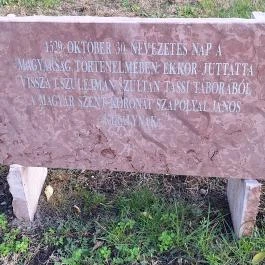 1529 OKTÓBER 30. NEVEZETES NAP A
MAGYARSÁG TÖRTÉNELMÉBEN. EKKOR JUTTATTA
VISSZA I. SZULEJMÁN SZULTÁN TASSI TÁBORÁBÓL
A MAGYAR SZENT KORONÁT SZAPOLYAI JÁNOS
KIRÁLYNAK.